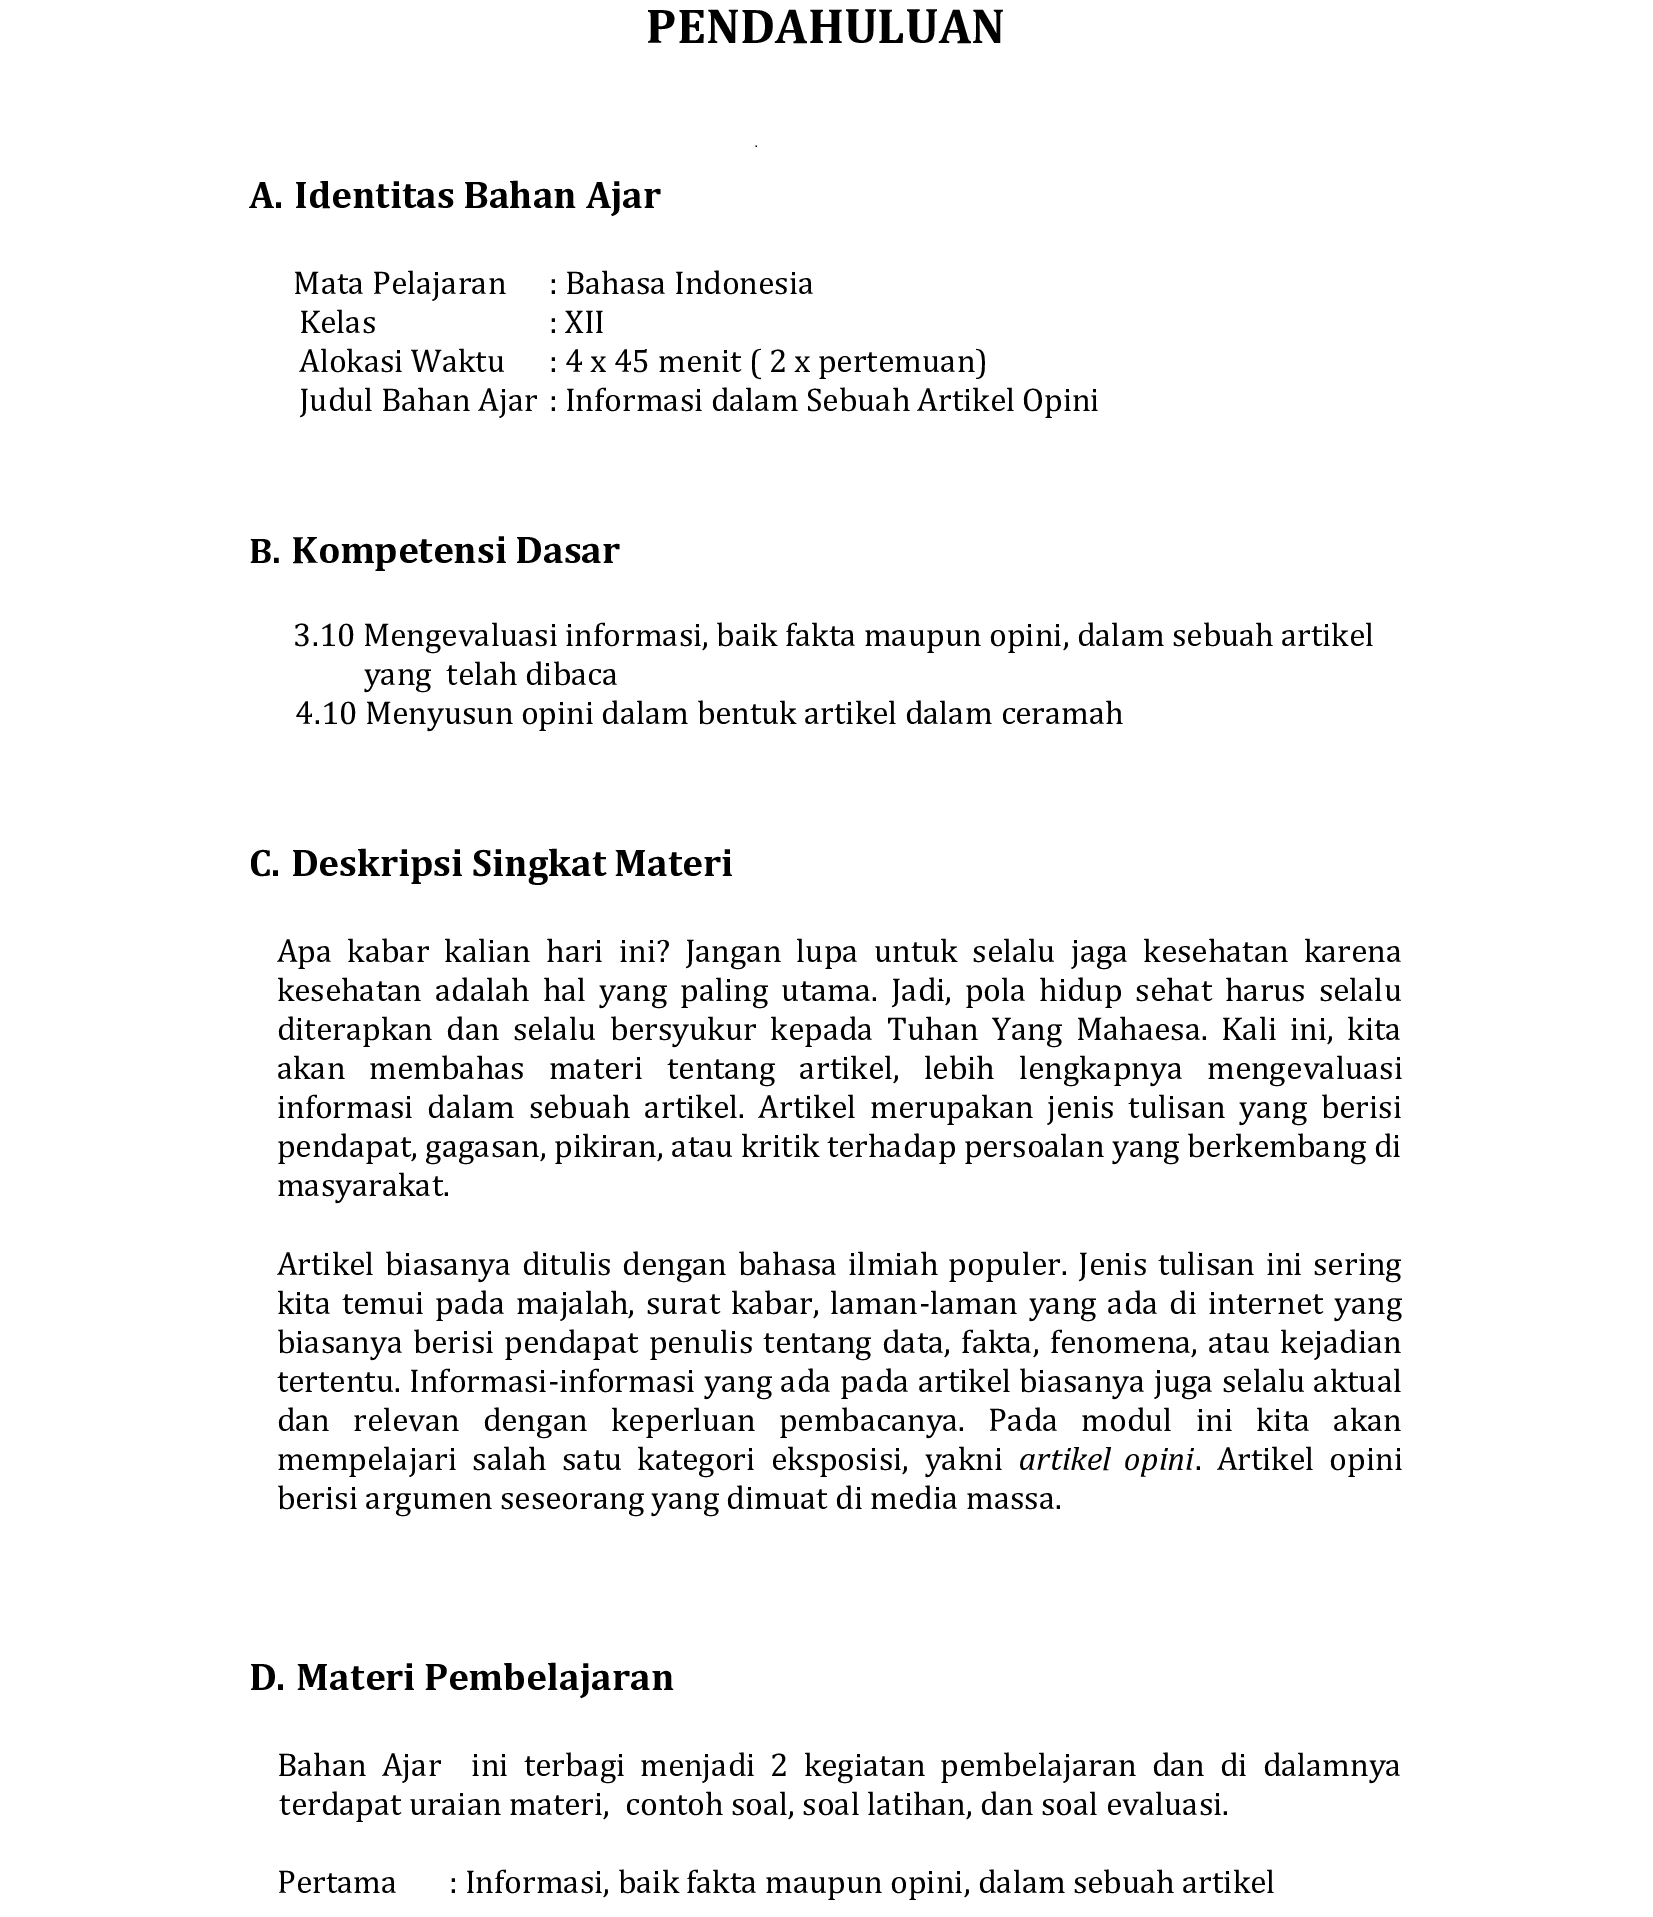 PENDAHULUAN
.
A. Identitas Bahan Ajar
Mata Pelajaran : Bahasa Indonesia
Kelas : XII
Alokasi Waktu : 4 x 45 menit ( 2 x pertemuan)
Judul Bahan Ajar : Informasi dalam Sebuah Artikel Opini
B. Kompetensi Dasar
3.10 Mengevaluasi informasi, baik fakta maupun opini, dalam sebuah artikel
yang telah dibaca
4.10 Menyusun opini dalam bentuk artikel dalam ceramah
C. Deskripsi Singkat Materi
Apa kabar kalian hari ini? Jangan lupa untuk selalu jaga kesehatan karena
kesehatan adalah hal yang paling utama. Jadi, pola hidup sehat harus selalu
diterapkan dan selalu bersyukur kepada Tuhan Yang Mahaesa. Kali ini, kita
akan membahas materi tentang artikel, lebih lengkapnya mengevaluasi
informasi dalam sebuah artikel. Artikel merupakan jenis tulisan yang berisi
pendapat, gagasan, pikiran, atau kritik terhadap persoalan yang berkembang di
masyarakat.
Artikel biasanya ditulis dengan bahasa ilmiah populer. Jenis tulisan ini sering
kita temui pada majalah, surat kabar, laman-laman yang ada di internet yang
biasanya berisi pendapat penulis tentang data, fakta, fenomena, atau kejadian
tertentu. Informasi-informasi yang ada pada artikel biasanya juga selalu aktual
dan relevan dengan keperluan pembacanya. Pada modul ini kita akan
mempelajari salah satu kategori eksposisi, yakni artikel opini. Artikel opini
berisi argumen seseorang yang dimuat di media massa.
D. Materi Pembelajaran
Bahan Ajar ini terbagi menjadi 2 kegiatan pembelajaran dan di dalamnya
terdapat uraian materi, contoh soal, soal latihan, dan soal evaluasi.
Pertama : Informasi, baik fakta maupun opini, dalam sebuah artikel